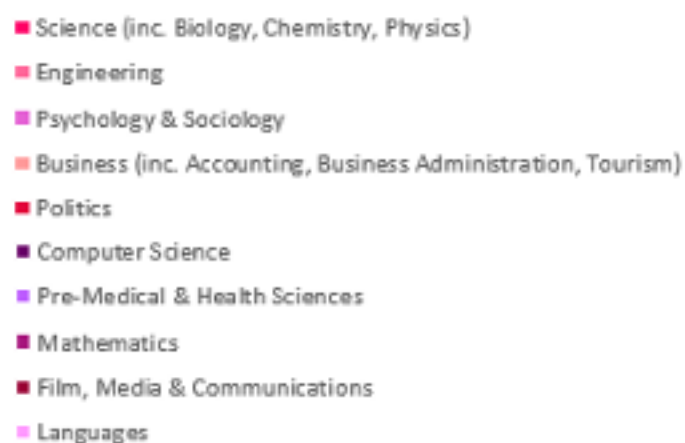 Science (inc. Biology, Chemistry, Physics)
Engineering
Psychology & Sociology
Business (inc. Accounting, Business Administration, Tourism)
Politics
Computer Science
Pre-Medical & Health Sciences
Mathematics
Film, Media & Communications
Languages